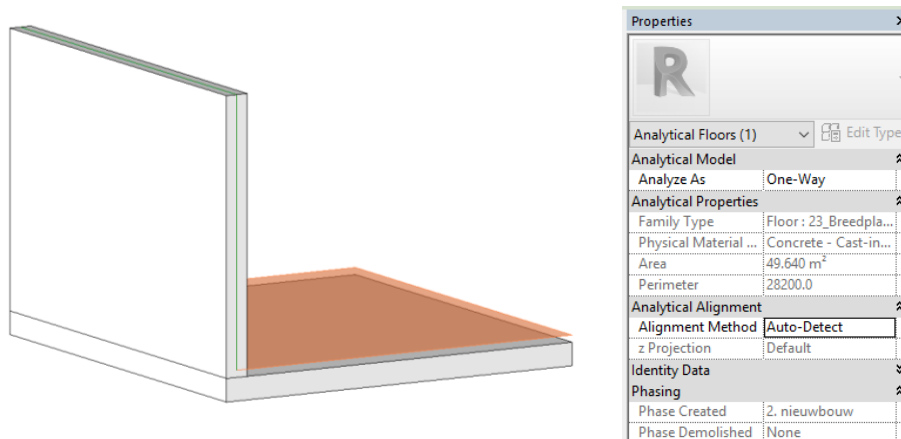 Properties
R
Analytical Floors (1) Edit Type
Analytical Model
Analyze As One-Way
Analytical Properties
Family Type Floor : 23_Breedpla...
Physical Material ... Concrete - Cast-in...
Area 49.640 m²
Perimeter 28200.0
Analytical Alignment
Alignment Method Auto-Detect
z Projection Default
Identity Data
Phasing
Phase Created 2. nieuwbouw
Phase Demolished None